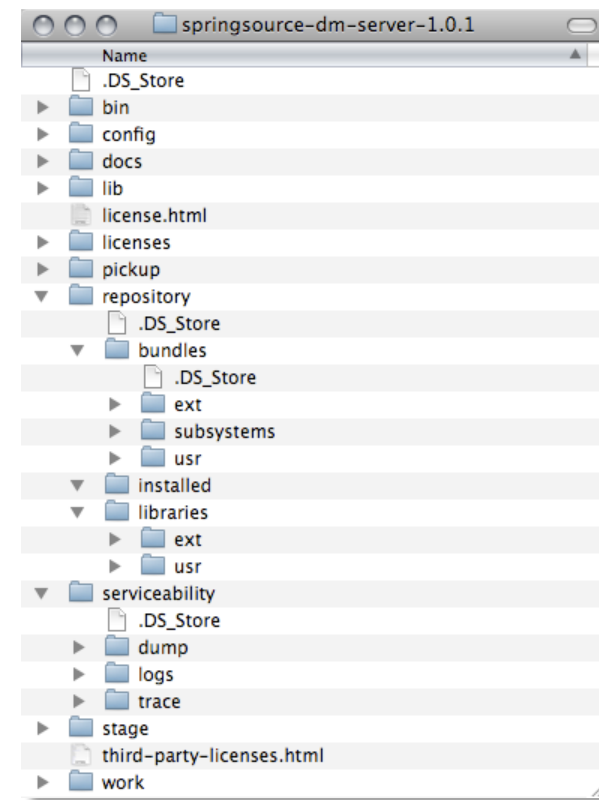 springsource-dm-server-1.0.1
Name
.DS_Store
bin
config
docs
lib
license.html
licenses
pickup
repository
.DS_Store
bundles
.DS_Store
ext
subsystems
usr
installed
libraries
ext
usr
serviceability
.DS_Store
dump
logs
trace
stage
third-party-licenses.html
work